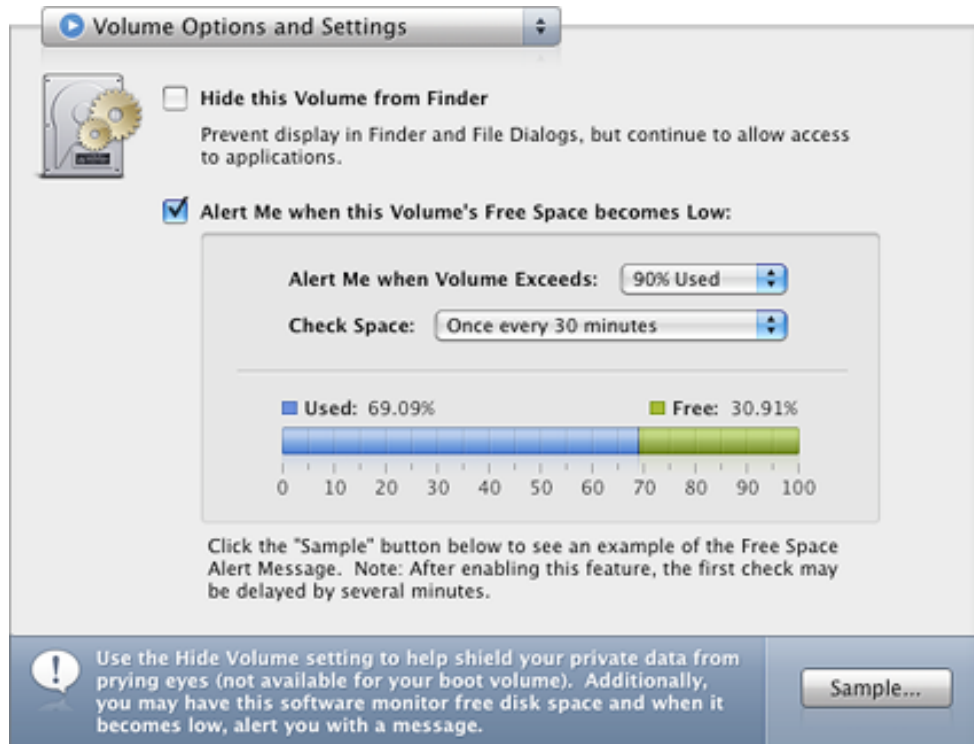 Volume Options and Settings
Hide this Volume from Finder
Prevent display in Finder and File Dialogs, but continue to allow access
to applications.
Alert Me when this Volume's Free Space becomes Low:
Alert Me when Volume Exceeds: 90% Used
Check Space: Once every 30 minutes
Used: 69.09% Free: 30.91%
0 10 20 30 40 50 60 70 80 90 100
Click the "Sample" button below to see an example of the Free Space
Alert Message. Note: After enabling this feature, the first check may
be delayed by several minutes.
Use the Hide Volume setting to help shield your private data from
prying eyes (not available for your boot volume). Additionally,
you may have this software monitor free disk space and when it
becomes low, alert you with a message.
Sample...